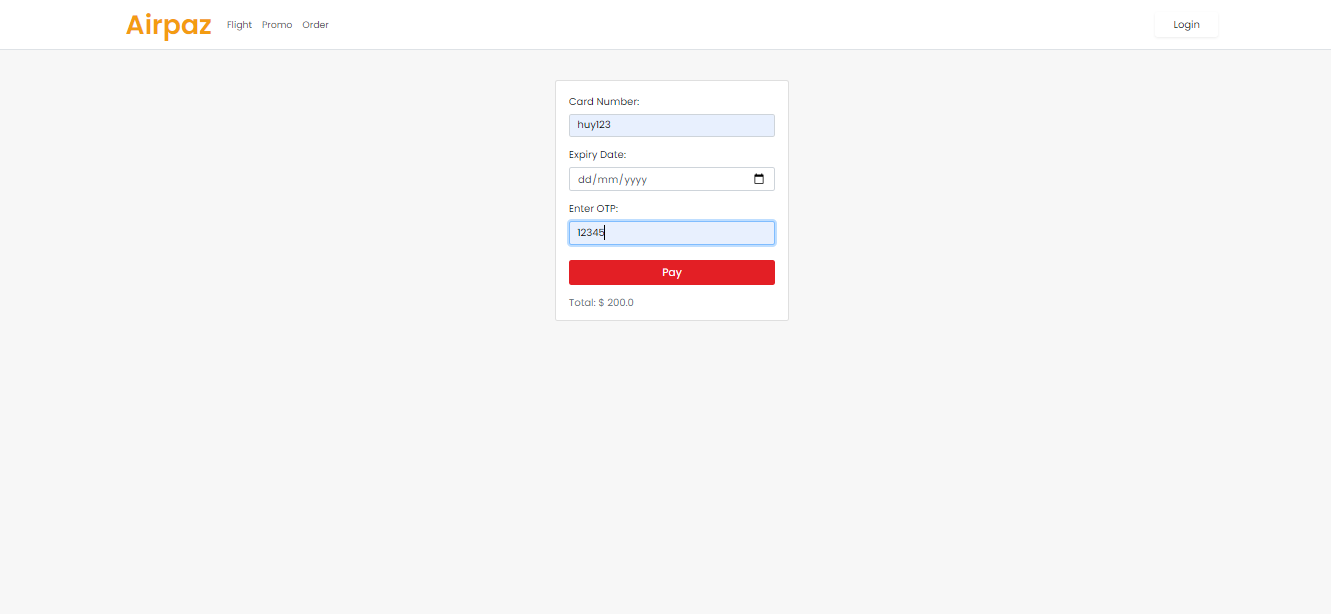 Airpaz Flight Promo Order Login
Card Number:
huy123
Expiry Date:
dd/mm/yyyy
Enter OTP:
12345
Pay
Total: $ 200.0